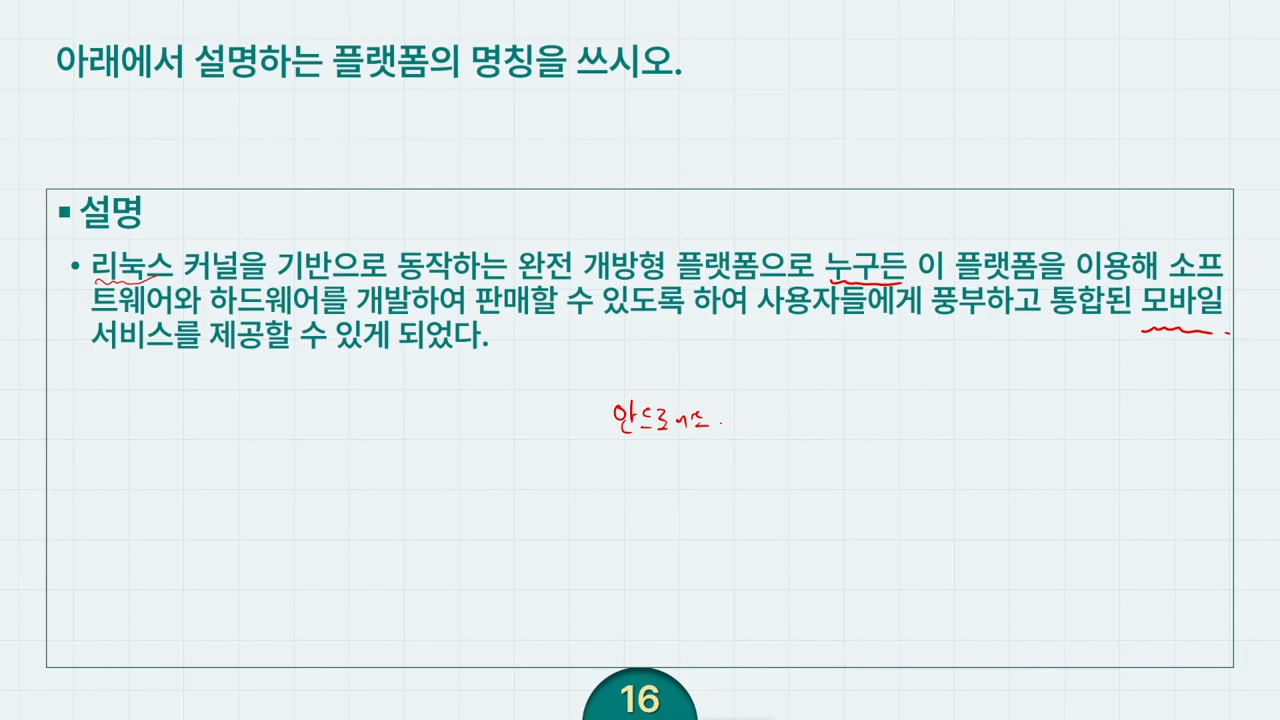 아래에서 설명하는 플랫폼의 명칭을 쓰시오.
▪ 설명
• 리눅스 커널을 기반으로 동작하는 완전 개방형 플랫폼으로 누구든 이 플랫폼을 이용해 소프
트웨어와 하드웨어를 개발하여 판매할 수 있도록 하여 사용자들에게 풍부하고 통합된 모바일
서비스를 제공할 수 있게 되었다.
안드로이드.
16